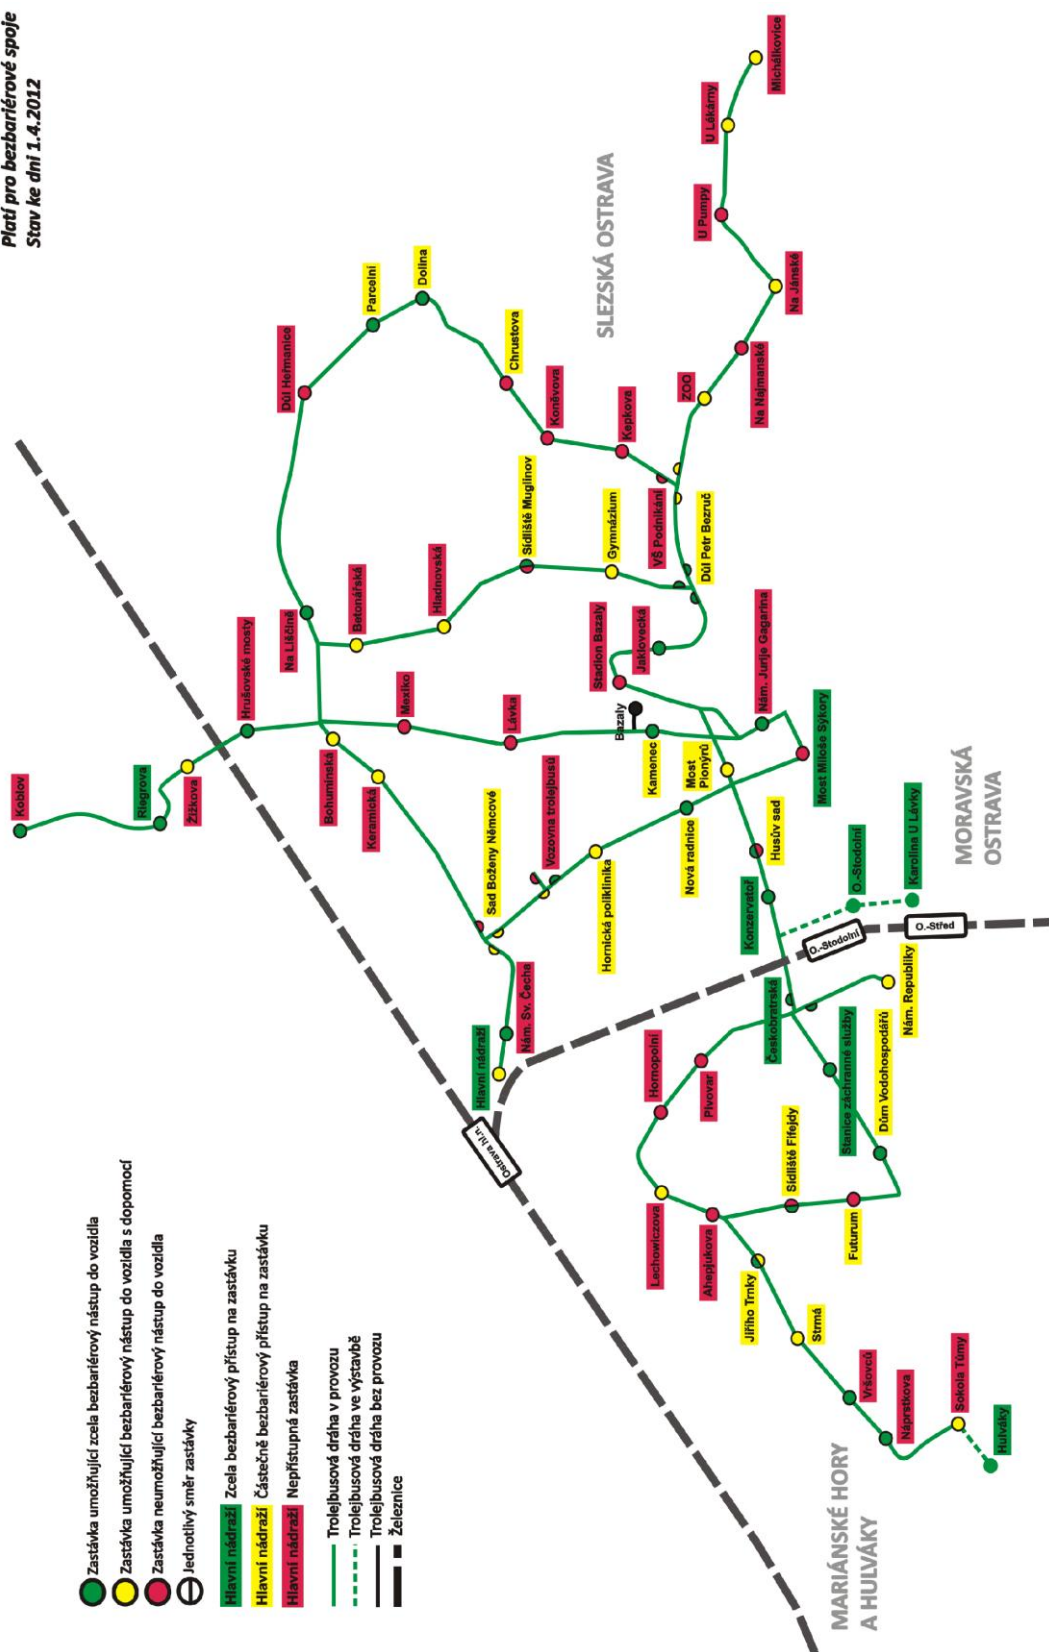 Platí pro bezbariérové spoje
Stav ke dni 1.4.2012
Zastávka umožňující zcela bezbariérový nástup do vozidla
Zastávka umožňující bezbariérový nástup do vozidla s dopomocí
Zastávka neumožňující bezbariérový nástup do vozidla
Jednotlivý směr zastávky
Hlavní nádraží Zcela bezbariérový přístup na zastávku
Hlavní nádraží Částečně bezbariérový přístup na zastávku
Hlavní nádraží Nepřístupná zastávka
Trolejbusová dráha v provozu
Trolejbusová dráha ve výstavbě
Trolejbusová dráha bez provozu
Železnice
Koblov
Riegrova
Žižkova
Hrušovské mosty
Na Liščině
Důl Heřmanice
Parcelní
Dolina
Chrustova
Koněvova
Kepkova
VŠ Podnikání
Betonářská
Hladnovská
Sídliště Muglinov
Gymnázium
Důl Petr Bezruč
Bohumínská
Keramická
Mexiko
Lávka
Bazaly
Kamenec
Stadion Bazaly
Jaklovecká
Nám. Jurije Gagarina
Most Miloše Sýkory
Most
Pionýrů
Sad Boženy Němcové
Vozovna trolejbusů
Hornická poliklinika
Nová radnice
Husův sad
Konzervatoř
Hlavní nádraží
Nám. Sv. Čecha
Ostrava hl.n.
SLEZSKÁ OSTRAVA
ZOO
Na Najmanské
Na Jánské
U Pumpy
U Lékárny
Michálkovice
MORAVSKÁ
OSTRAVA
O.-Stodolní
Karolina U Lávky
O.-Stodolní
O.-Střed
Českobratrská
Nám. Republiky
Stanice záchranné služby
Dům Vodohospodářů
Hornopolní
Pivovar
Lechowiczova
Ahepjukova
Sídliště Fifejdy
Futurum
Jiřího Trnky
Strmá
Vršovců
Náprstkova
Sokola Tůmy
Hulváky
MARIÁNSKÉ HORY
A HULVÁKY